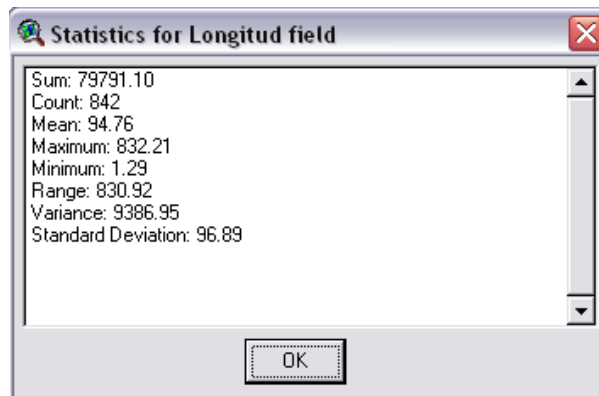 Statistics for Longitud field
Sum: 79791.10
Count: 842
Mean: 94.76
Maximum: 832.21
Minimum: 1.29
Range: 830.92
Variance: 9386.95
Standard Deviation: 96.89
OK